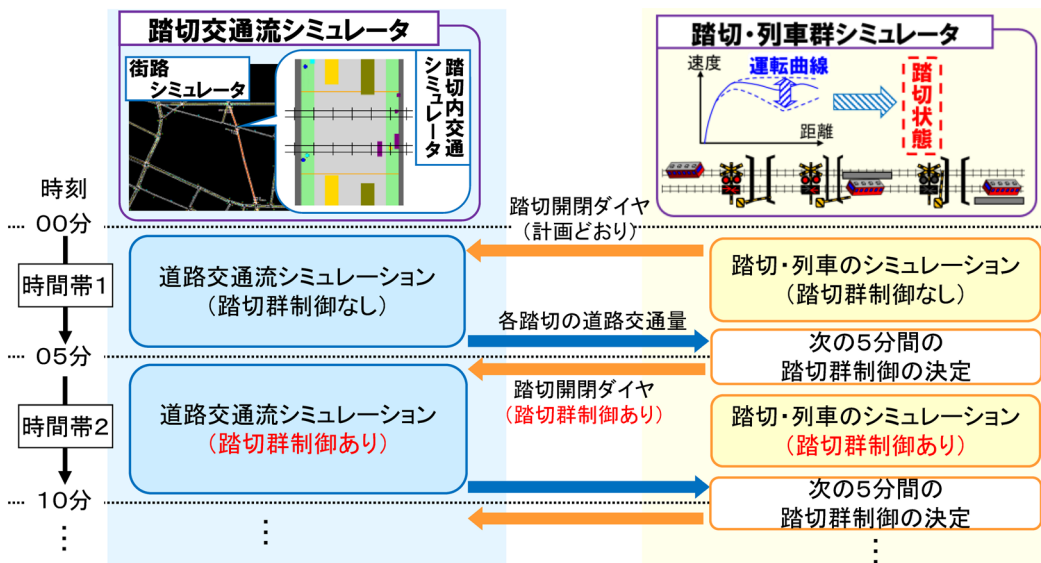 踏切交通流シミュレータ
街路
シミュレータ
踏切内交通
シミュレータ
踏切・列車群シミュレータ
速度
運転曲線
距離
踏切状態
時刻
00分
時間帯1
05分
時間帯2
10分
⋮
道路交通流シミュレーション
(踏切群制御なし)
道路交通流シミュレーション
(踏切群制御あり)
⋮
踏切開閉ダイヤ
(計画どおり)
各踏切の道路交通量
踏切開閉ダイヤ
(踏切群制御あり)
踏切・列車のシミュレーション
(踏切群制御なし)
次の5分間の
踏切群制御の決定
踏切・列車のシミュレーション
(踏切群制御あり)
次の5分間の
踏切群制御の決定
⋮